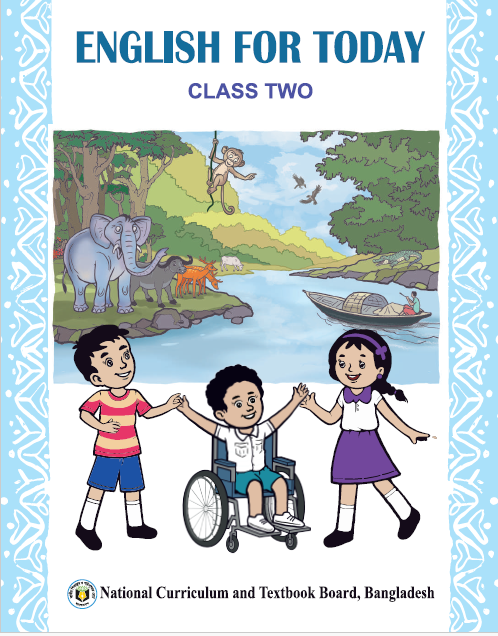 ENGLISH FOR TODAY
CLASS TWO
National Curriculum and Textbook Board, Bangladesh